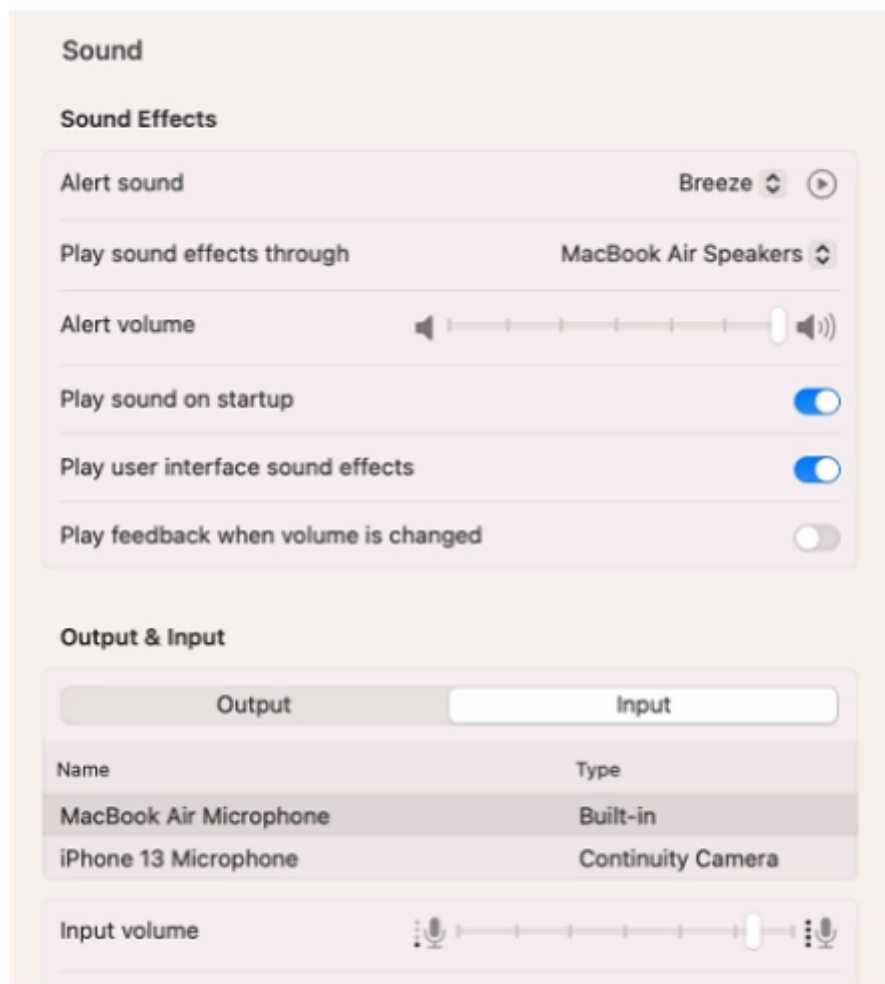 Sound
Sound Effects
Alert sound Breeze
Play sound effects through MacBook Air Speakers
Alert volume
Play sound on startup
Play user interface sound effects
Play feedback when volume is changed
Output & Input
Output Input
Name Type
MacBook Air Microphone Built-in
iPhone 13 Microphone Continuity Camera
Input volume